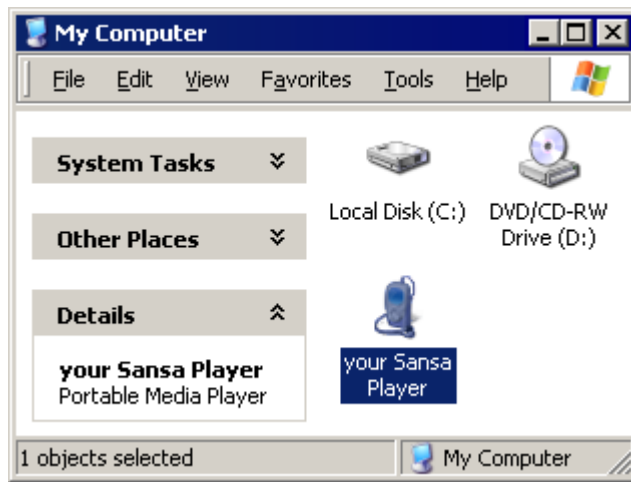 My Computer
File Edit View Favorites Tools Help
System Tasks
Other Places
Details
your Sansa Player
Portable Media Player
Local Disk (C:)
DVD/CD-RW
Drive (D:)
your Sansa
Player
1 objects selected
My Computer